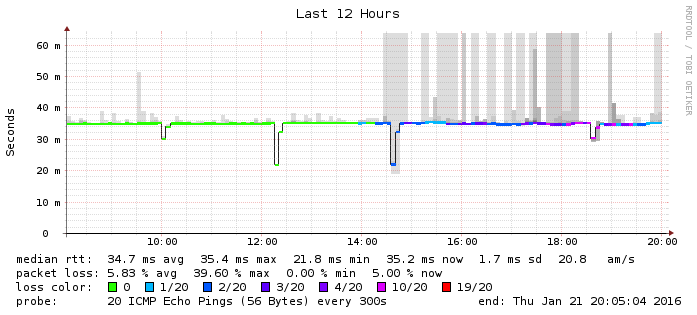 Last 12 Hours
RRDTOOL / TOBI OETIKER
Seconds
60 m
50 m
40 m
30 m
20 m
10 m
0
10:00 12:00 14:00 16:00 18:00 20:00
median rtt: 34.7 ms avg 35.4 ms max 21.8 ms min 35.2 ms now 1.7 ms sd 20.8 am/s
packet loss: 5.83 % avg 39.60 % max 0.00 % min 5.00 % now
loss color: 0 1/20 2/20 3/20 4/20 10/20 19/20
probe: 20 ICMP Echo Pings (56 Bytes) every 300s end: Thu Jan 21 20:05:04 2016